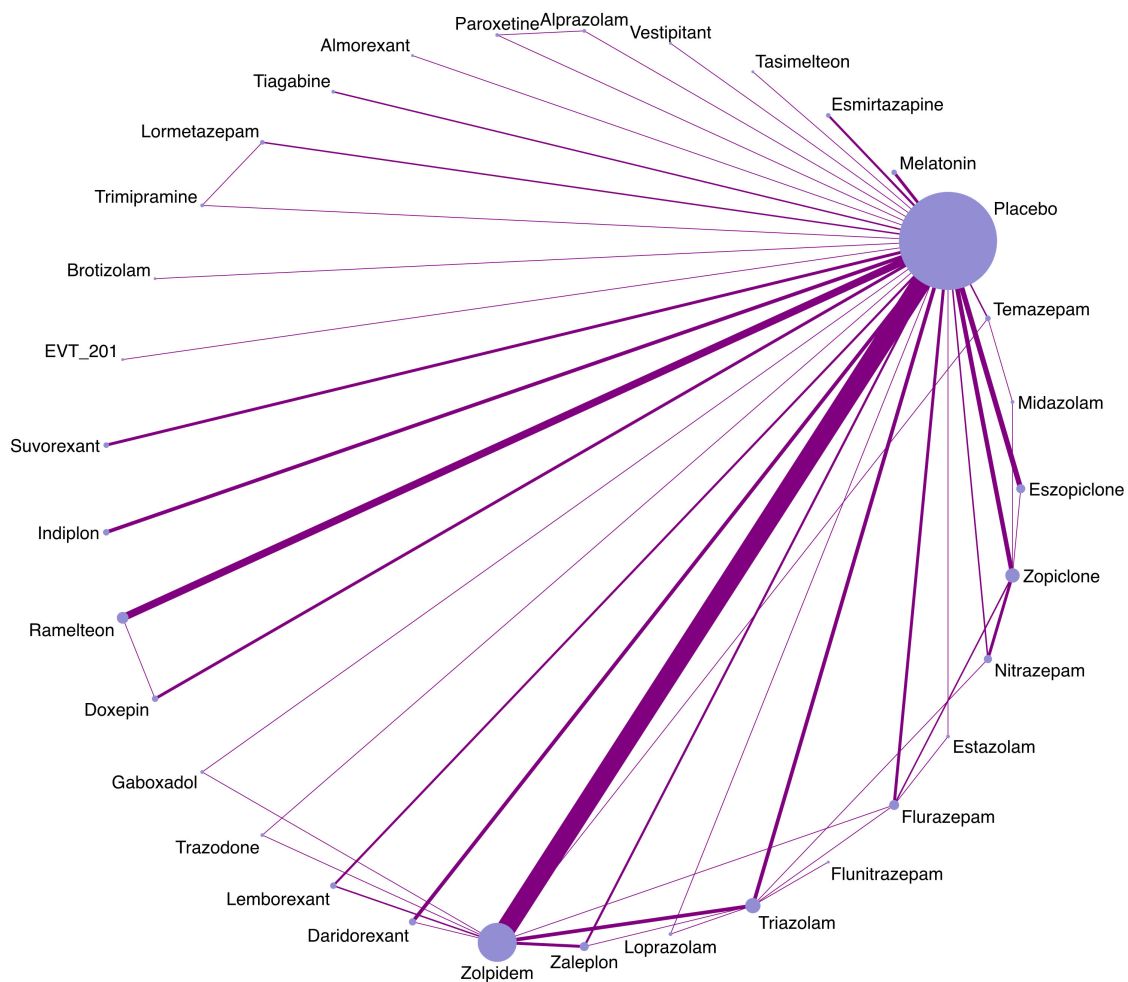 Paroxetine
Alprazolam
Vestipitant
Almorexant
Tasimelteon
Tiagabine
Esmirtazapine
Lormetazepam
Melatonin
Trimipramine
Placebo
Brotizolam
Temazepam
EVT_201
Midazolam
Suvorexant
Eszopiclone
Indiplon
Zopiclone
Ramelteon
Nitrazepam
Doxepin
Estazolam
Gaboxadol
Flurazepam
Trazodone
Flunitrazepam
Lemborexant
Triazolam
Daridorexant
Loprazolam
Zaleplon
Zolpidem